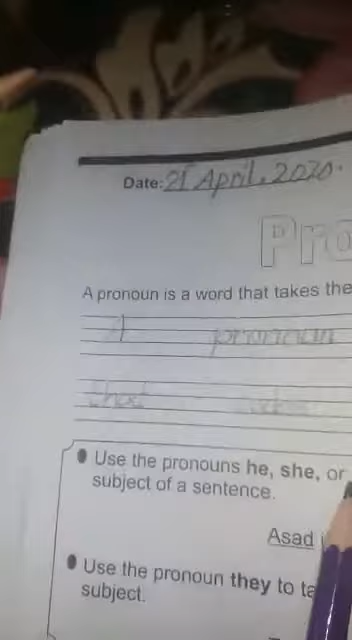 Date: 21 April, 2020.
Pro
A pronoun is a word that takes the
A pronoun
that
Use the pronouns he, she, or
subject of a sentence.
Asad
Use the pronoun they to ta
subject.